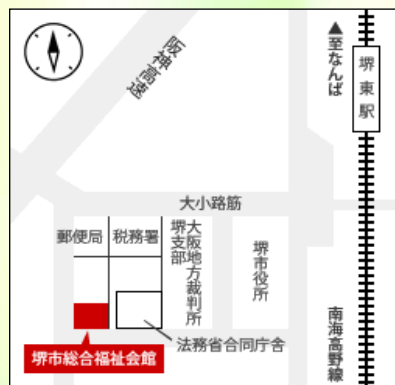 ▲至なんば
堺東駅
阪神高速
大小路筋
郵便局
税務署
大阪地方裁判所
堺支部
堺市役所
南海高野線
法務省合同庁舎
堺市総合福祉会館